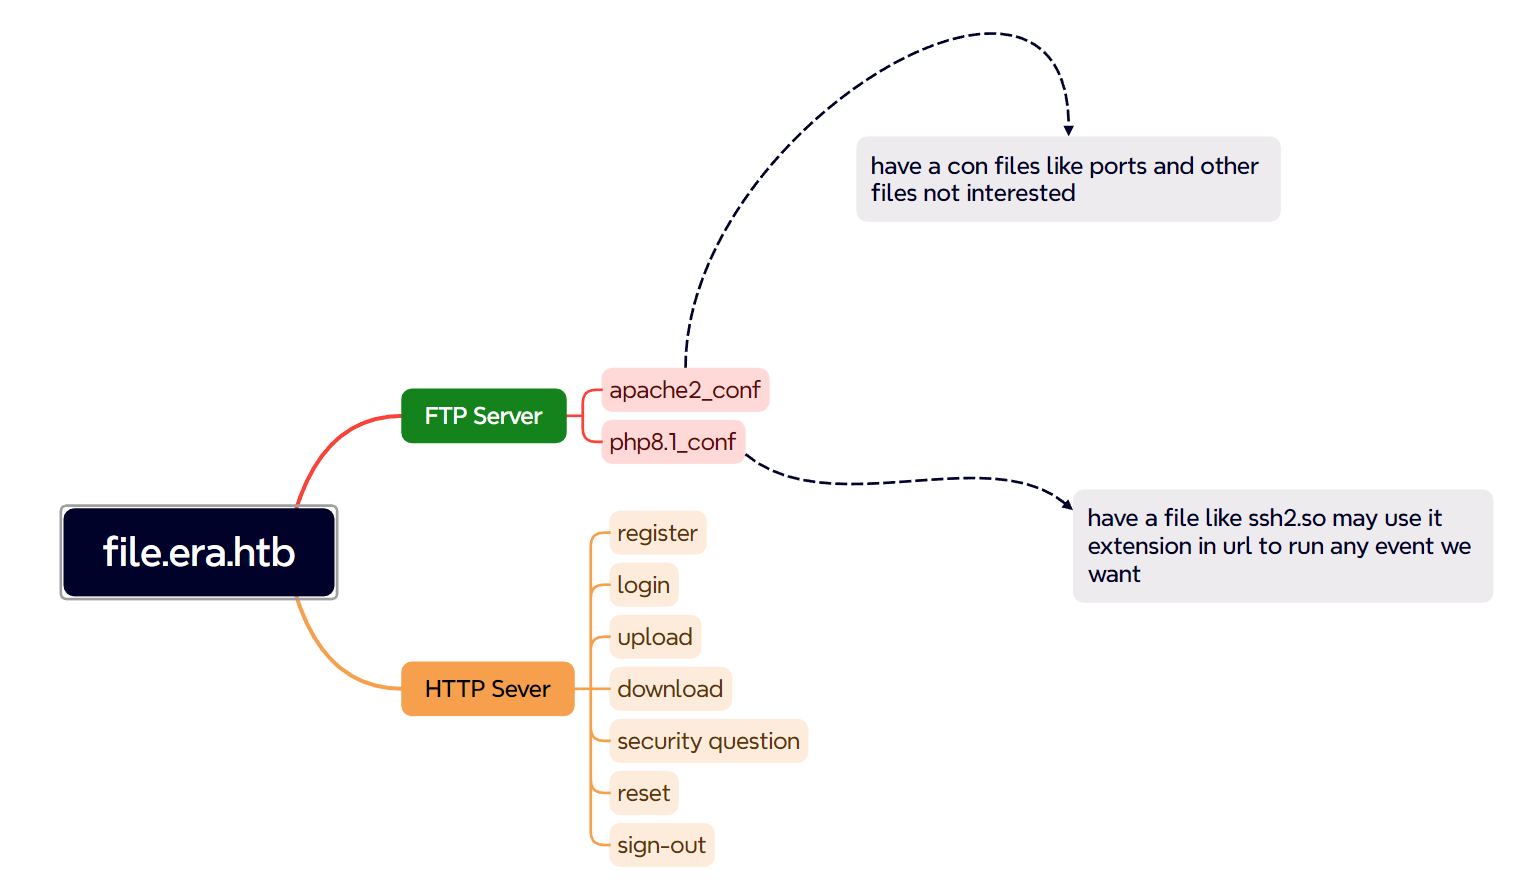 have a con files like ports and other
files not interested
apache2_conf
FTP Server
php8.1_conf
have a file like ssh2.so may use it
extension in url to run any event we
want
file.era.htb
register
login
upload
HTTP Sever
download
security question
reset
sign-out